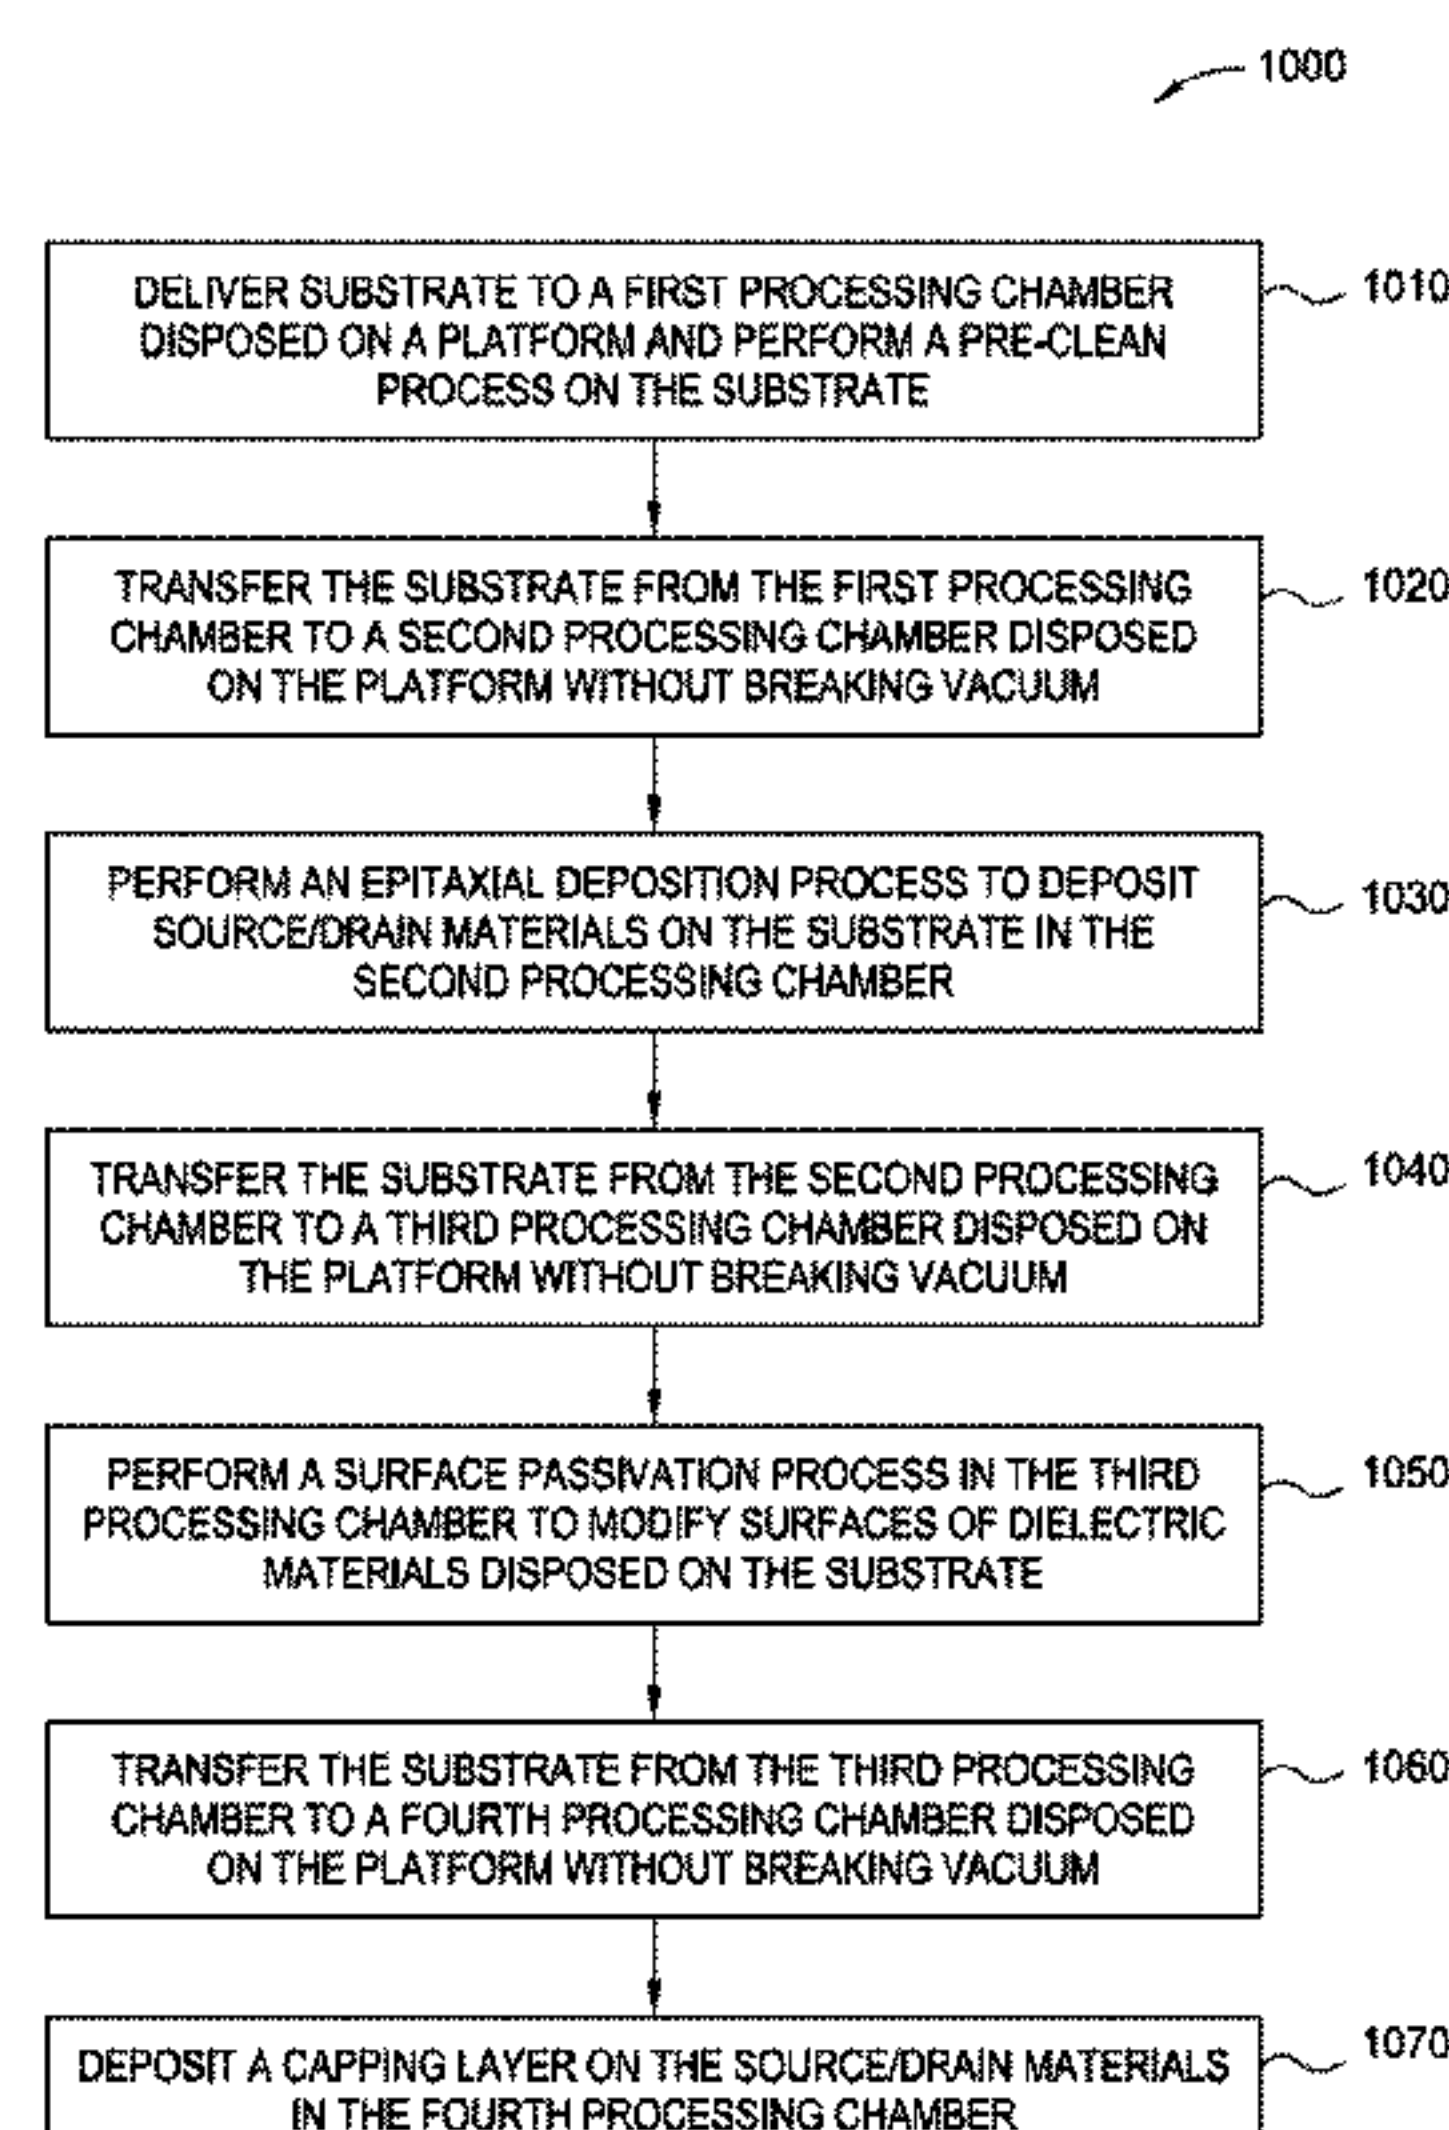 1000
DELIVER SUBSTRATE TO A FIRST PROCESSING CHAMBER
DISPOSED ON A PLATFORM AND PERFORM A PRE-CLEAN
PROCESS ON THE SUBSTRATE
1010
TRANSFER THE SUBSTRATE FROM THE FIRST PROCESSING
CHAMBER TO A SECOND PROCESSING CHAMBER DISPOSED
ON THE PLATFORM WITHOUT BREAKING VACUUM
1020
PERFORM AN EPITAXIAL DEPOSITION PROCESS TO DEPOSIT
SOURCE/DRAIN MATERIALS ON THE SUBSTRATE IN THE
SECOND PROCESSING CHAMBER
1030
TRANSFER THE SUBSTRATE FROM THE SECOND PROCESSING
CHAMBER TO A THIRD PROCESSING CHAMBER DISPOSED ON
THE PLATFORM WITHOUT BREAKING VACUUM
1040
PERFORM A SURFACE PASSIVATION PROCESS IN THE THIRD
PROCESSING CHAMBER TO MODIFY SURFACES OF DIELECTRIC
MATERIALS DISPOSED ON THE SUBSTRATE
1050
TRANSFER THE SUBSTRATE FROM THE THIRD PROCESSING
CHAMBER TO A FOURTH PROCESSING CHAMBER DISPOSED
ON THE PLATFORM WITHOUT BREAKING VACUUM
1060
DEPOSIT A CAPPING LAYER ON THE SOURCE/DRAIN MATERIALS
IN THE FOURTH PROCESSING CHAMBER
1070